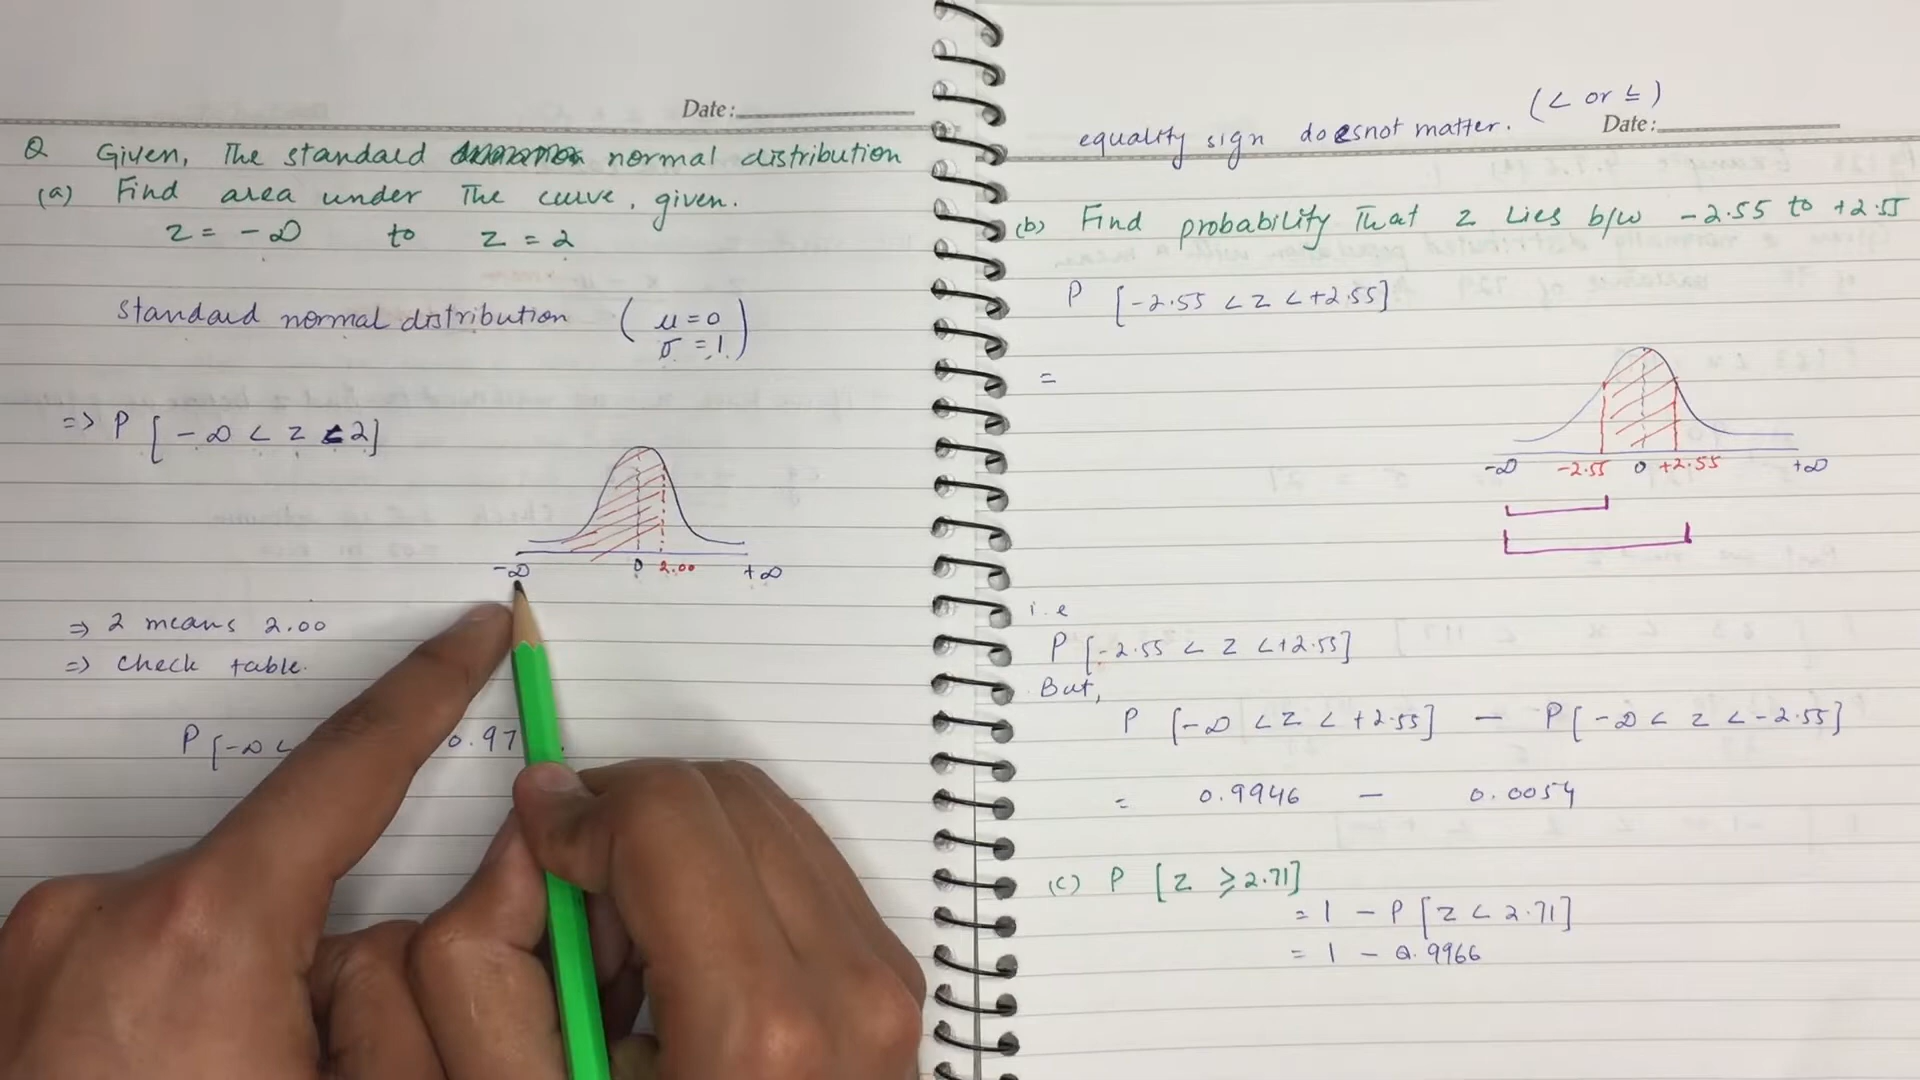 Date:
Q Given, The standard normal distribution
(a) Find area under The curve, given.
z = -∞ to z = 2
standard normal distribution ( μ = 0
σ = 1 )
=> P [ -∞ < z < 2]
-∞ 0 2.00 +∞
=> 2 means 2.00
=> check table.
P [-∞ < 0.97
(< or ≤)
equality sign doesnot matter. Date:
(b) Find probability That z Lies b/w -2.55 to +2.55
P [-2.55 < z < +2.55]
=
-∞ -2.55 0 +2.55 +∞
i.e
P [-2.55 < z < +2.55]
But,
P [-∞ < z < +2.55] - P[-∞ < z < -2.55]
= 0.9946 - 0.0054
(c) P [z ≥ 2.71]
= 1 - P [z < 2.71]
= 1 - 0.9966